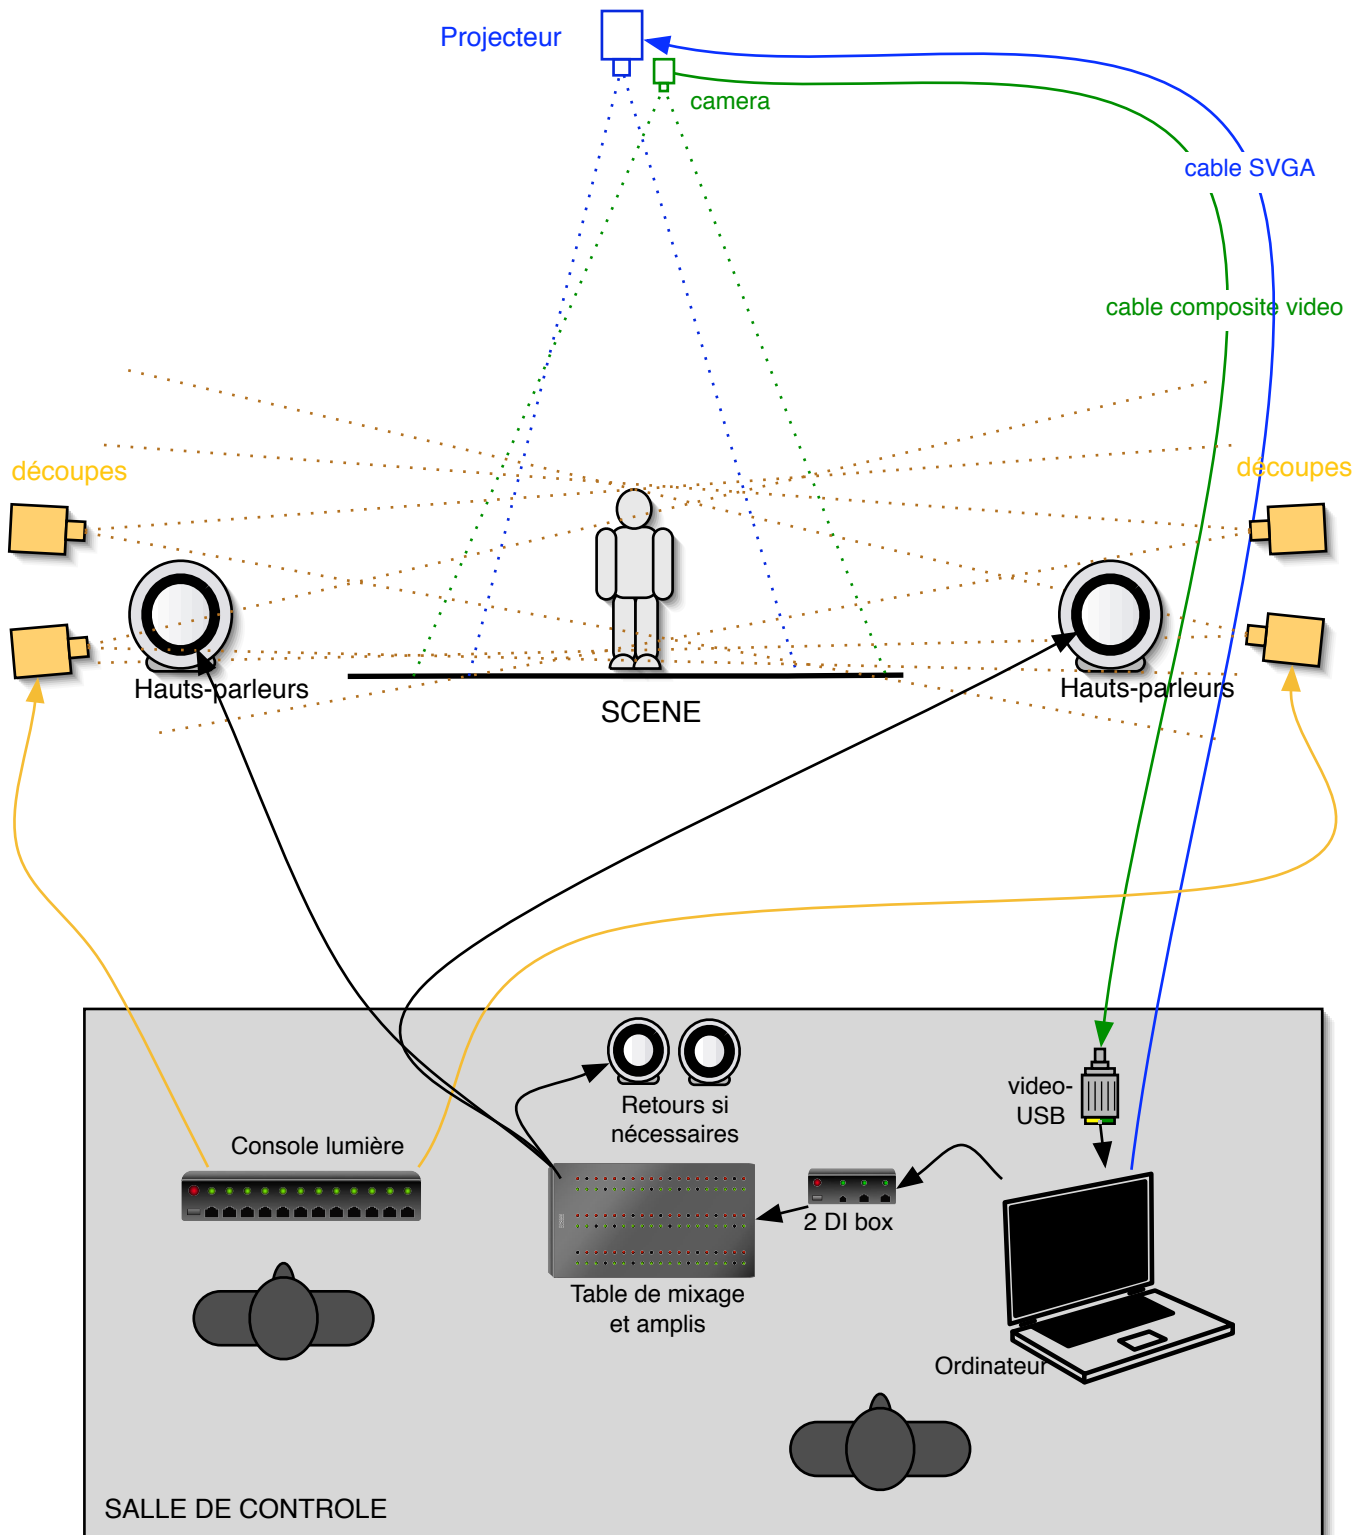 Projecteur
camera
cable SVGA
cable composite video
découpes
découpes
Hauts-parleurs
Hauts-parleurs
SCENE
video-
USB
Retours si
nécessaires
Console lumière
2 DI box
Table de mixage
et amplis
Ordinateur
SALLE DE CONTROLE